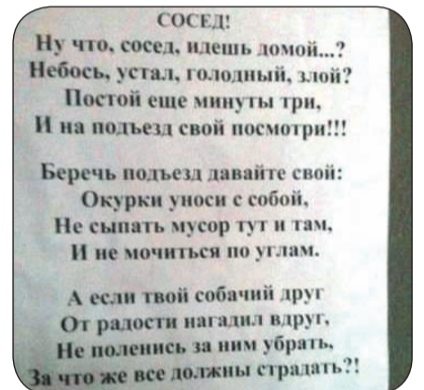 СОСЕД!
Ну что, сосед, идешь домой...?
Небось, устал, голодный, злой?
Постой еще минуты три,
И на подъезд свой посмотри!!!
Беречь подъезд давайте свой:
Окурки уноси с собой,
Не сыпать мусор тут и там,
И не мочиться по углам.
А если твой собачий друг
От радости нагадил вдруг,
Не поленись за ним убрать,
За что же все должны страдать?!